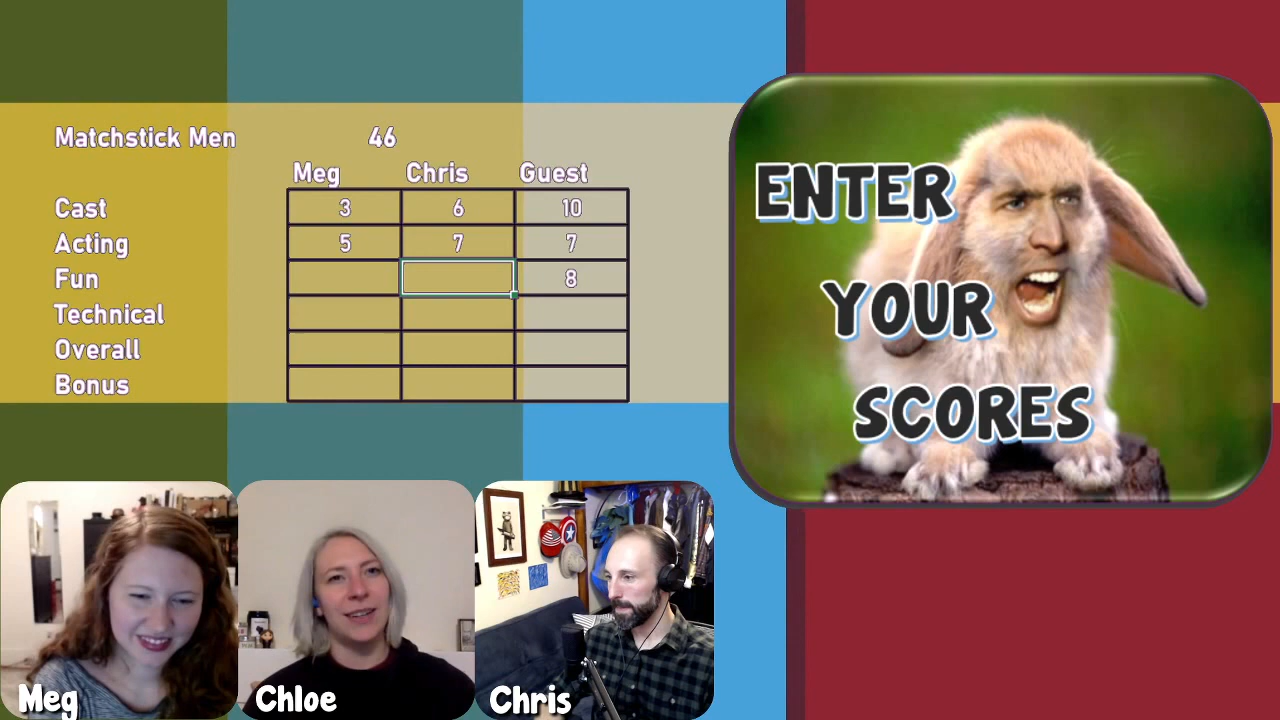 Matchstick Men 46
Meg Chris Guest
Cast 3 6 10
Acting 5 7 7
Fun 8
Technical
Overall
Bonus
ENTER
YOUR
SCORES
Meg
Chloe
Chris